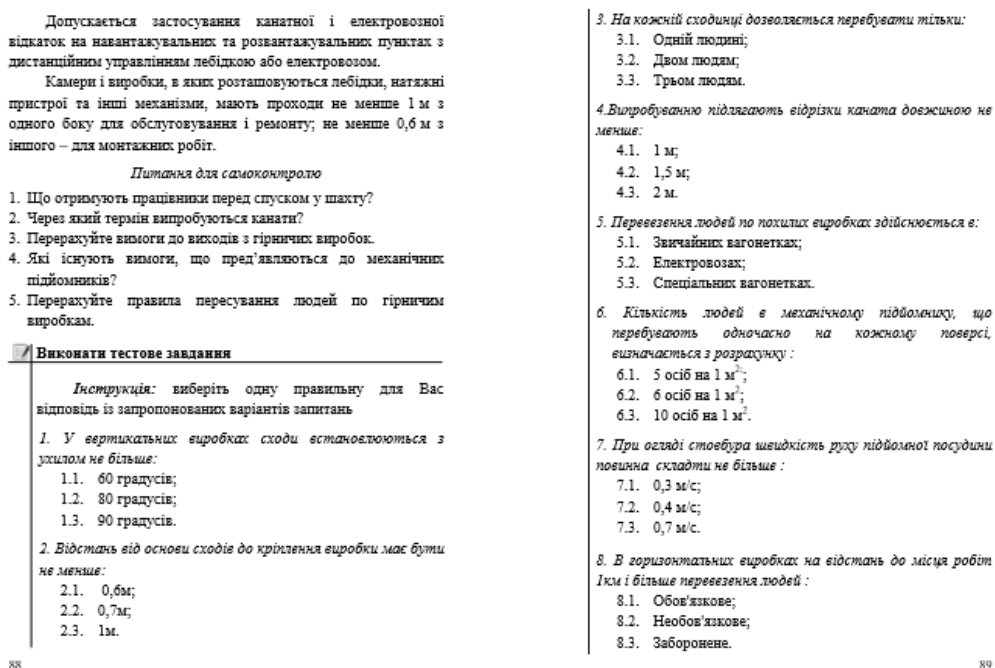 Допускається застосування канатної і електровозної
відкаток на навантажувальних та розвантажувальних пунктах з
дистанційним управлінням лебідкою або електровозом.
Камери і виробки, в яких розташовуються лебідки, натяжні
пристрої та інші механізми, мають проходи не менше 1 м з
одного боку для обслуговування і ремонту; не менше 0,6 м з
іншого – для монтажних робіт.
Питання для самоконтролю
1. Що отримують працівники перед спуском у шахту?
2. Через який термін випробуються канати?
3. Перерахуйте вимоги до виходів з гірничих виробок.
4. Які існують вимоги, що пред’являються до механічних
підйомників?
5. Перерахуйте правила пересування людей по гірничим
виробкам.
Виконати тестове завдання
Інструкція: виберіть одну правильну для Вас
відповідь із запропонованих варіантів запитань
1. У вертикальних виробках сходи встановлюються з
ухилом не більше:
1.1. 60 градусів;
1.2. 80 градусів;
1.3. 90 градусів.
2. Відстань від основи сходів до кріплення виробки має бути
не менше:
2.1. 0,6м;
2.2. 0,7м;
2.3. 1м.
88
3. На кожній сходинці дозволяється перебувати тільки:
3.1. Одній людині;
3.2. Двом людям;
3.3. Трьом людям.
4.Випробуванню підлягають відрізки каната довжиною не
менше:
4.1. 1 м;
4.2. 1,5 м;
4.3. 2 м.
5. Перевезення людей по похилих виробках здійснюється в:
5.1. Звичайних вагонетках;
5.2. Електровозах;
5.3. Спеціальних вагонетках.
6. Кількість людей в механічному підйомнику, що
перебувають одночасно на кожному поверсі,
визначається з розрахунку :
6.1. 5 осіб на 1 м²;
6.2. 6 осіб на 1 м²;
6.3. 10 осіб на 1 м².
7. При огляді стовбура швидкість руху підйомної посудини
повинна складти не більше :
7.1. 0,3 м/с;
7.2. 0,4 м/с;
7.3. 0,7 м/с.
8. В горизонтальних виробках на відстань до місця робіт
1км і більше перевезення людей :
8.1. Обов'язкове;
8.2. Необов'язкове;
8.3. Заборонене.
89